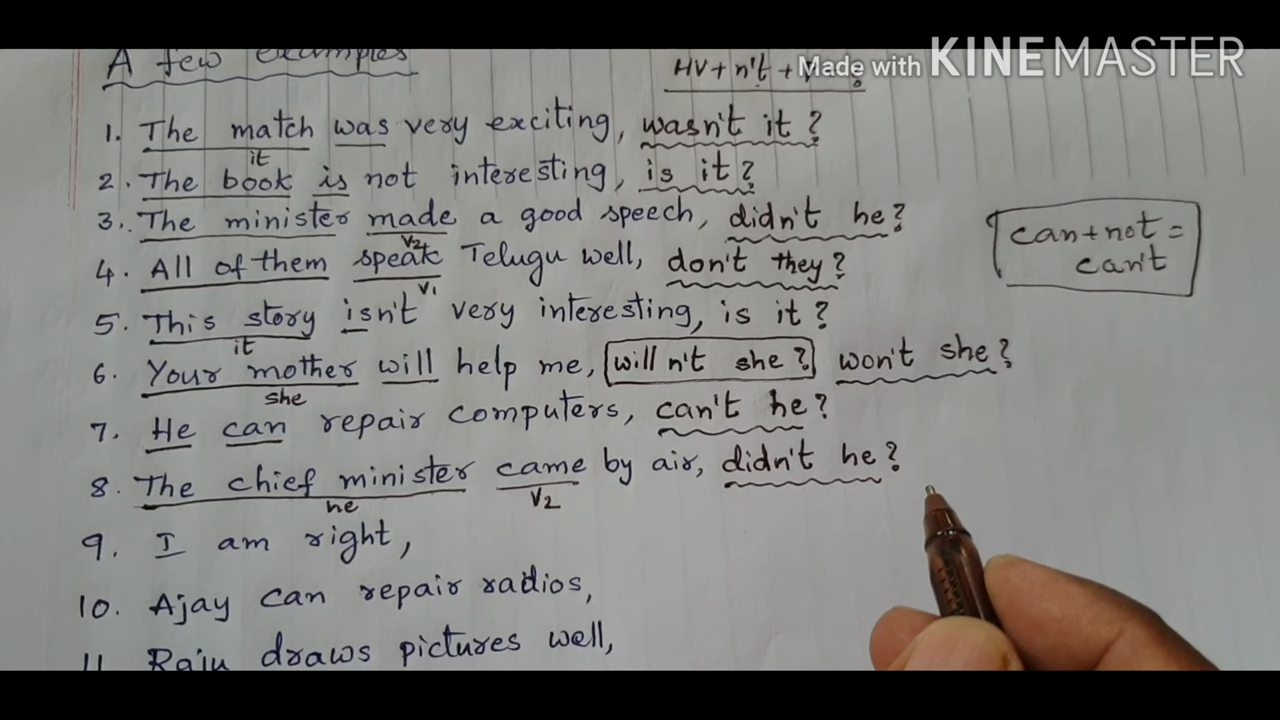 A few examples
HV + n't +
Made with KINEMASTER
1. The match was very exciting, wasn't it?
it
2. The book is not interesting, is it?
3. The minister made a good speech, didn't he?
V2
4. All of them speak Telugu well, don't they?
V1
can + not =
can't
5. This story isn't very interesting, is it?
it
6. Your mother will help me, will n't she? won't she?
she
7. He can repair computers, can't he?
8. The chief minister came by air, didn't he?
he
V2
9. I am right,
10. Ajay can repair radios,
11. Raju draws pictures well,